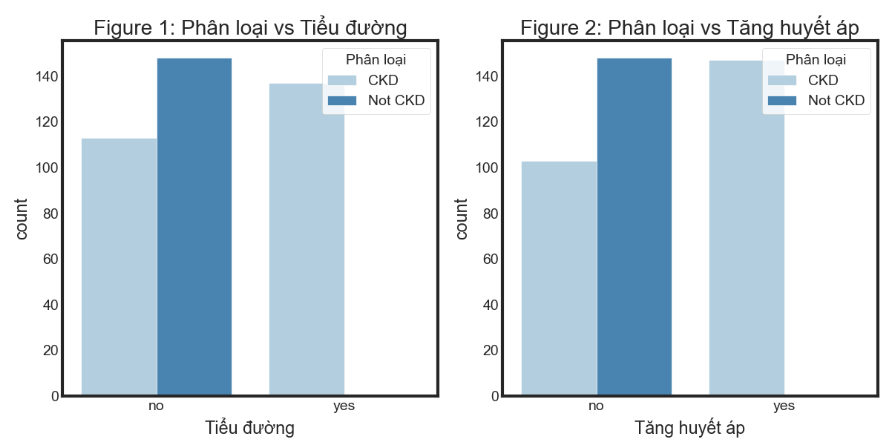 Figure 1: Phân loại vs Tiểu đường
Phân loại
CKD
Not CKD
count
140
120
100
80
60
40
20
0
no
yes
Tiểu đường
Figure 2: Phân loại vs Tăng huyết áp
Phân loại
CKD
Not CKD
count
140
120
100
80
60
40
20
0
no
yes
Tăng huyết áp